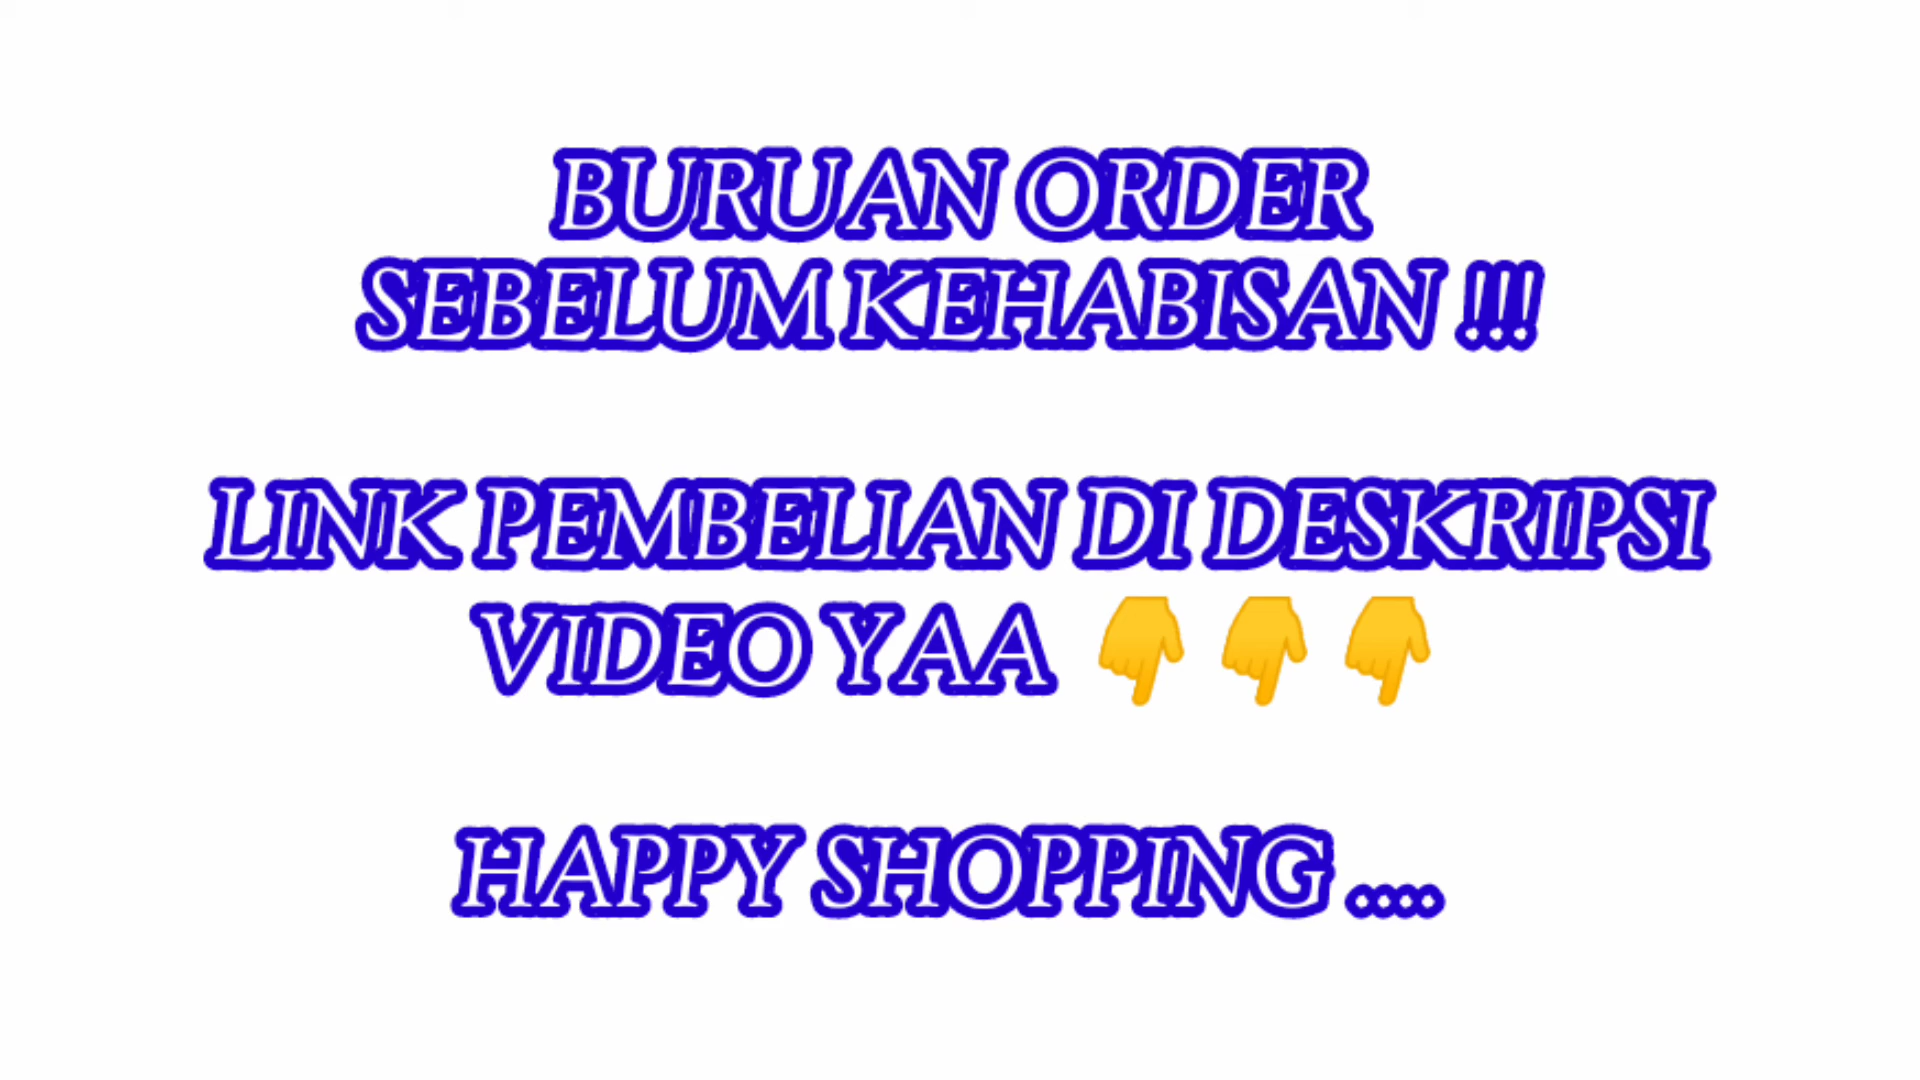 BURUAN ORDER
SEBELUM KEHABISAN !!!
LINK PEMBELIAN DI DESKRIPSI
VIDEO YAA 👇 👇 👇
HAPPY SHOPPING ....